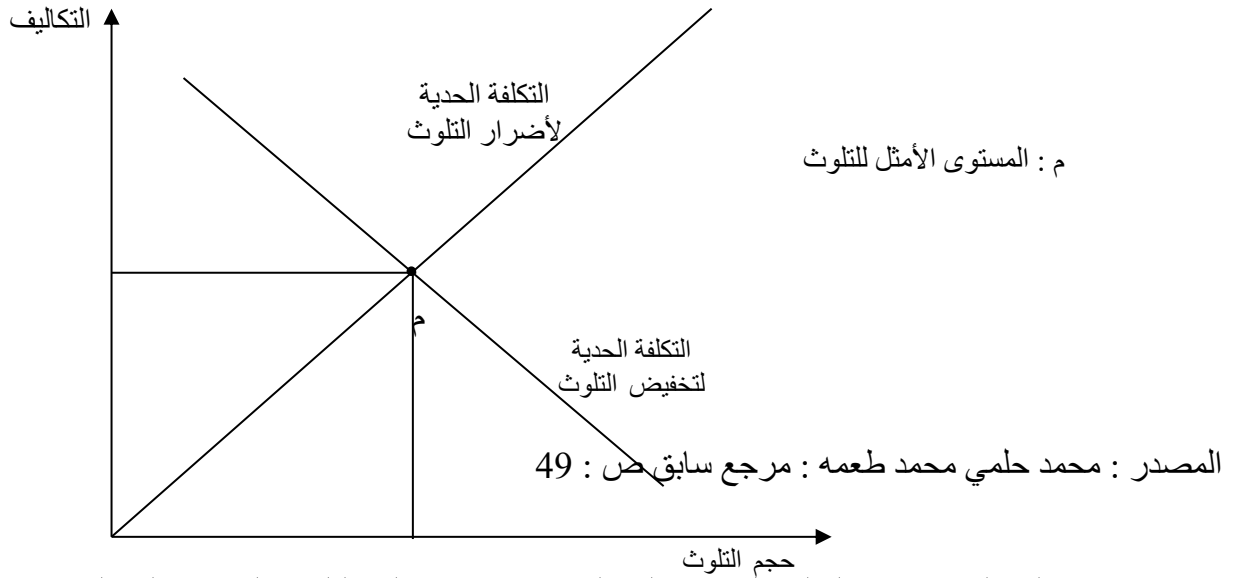 التكاليف
التكلفة الحدية
لأضرار التلوث
م : المستوى الأمثل للتلوث
م
التكلفة الحدية
لتخفيض التلوث
المصدر : محمد حلمي محمد طعمه : مرجع سابق ص : 49
حجم التلوث